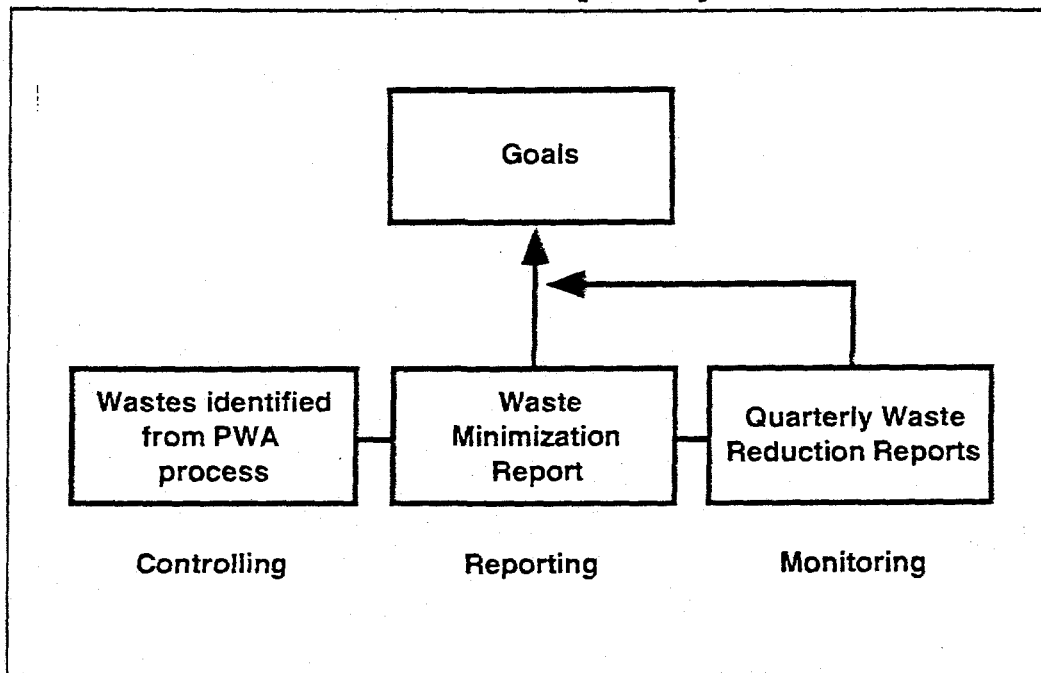 Goals
Wastes identified
from PWA
process
Waste
Minimization
Report
Quarterly Waste
Reduction Reports
Controlling
Reporting
Monitoring